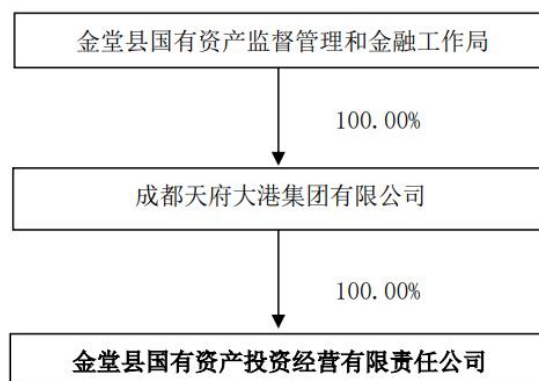 金堂县国有资产监督管理和金融工作局
100.00%
成都天府大港集团有限公司
100.00%
金堂县国有资产投资经营有限责任公司